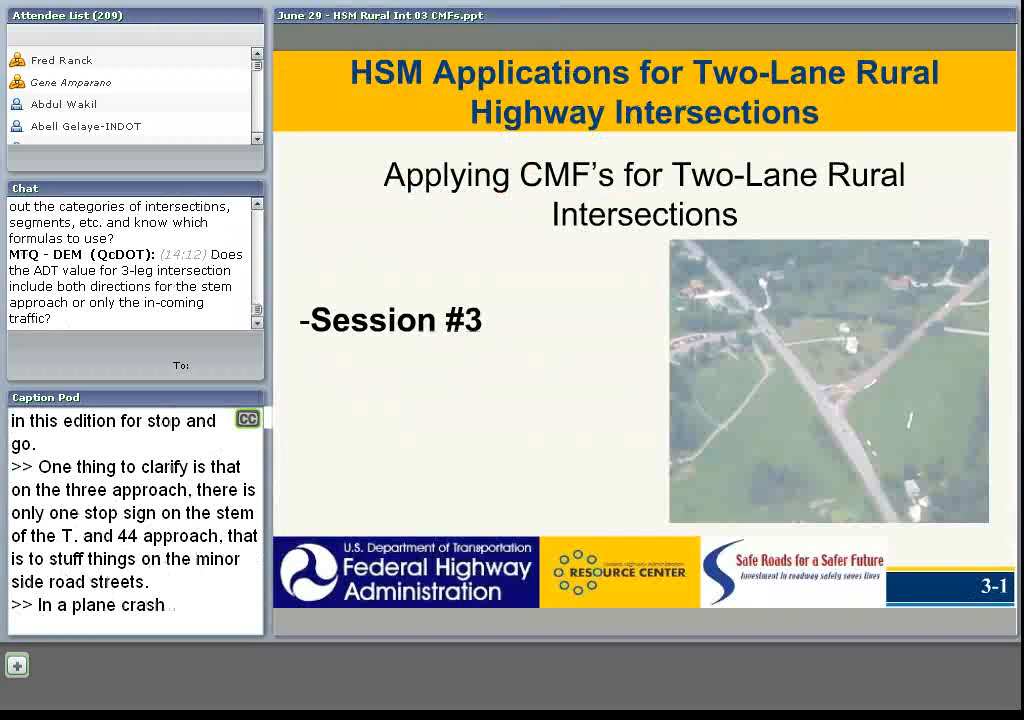 Attendee List (209)
Fred Ranck
Gene Amparano
Abdul Wakil
Abell Gelaye-INDOT
Chat
out the categories of intersections,
segments, etc. and know which
formulas to use?
MTQ - DEM (QcDOT): (14:12) Does
the ADT value for 3-leg intersection
include both directions for the stem
approach or only the in-coming
traffic?
To:
Caption Pod
in this edition for stop and
go.
CC
>> One thing to clarify is that
on the three approach, there is
only one stop sign on the stem
of the T. and 44 approach, that
is to stuff things on the minor
side road streets.
>> In a plane crash
June 29 - HSM Rural Int 03 CMFs.ppt
HSM Applications for Two-Lane Rural
Highway Intersections
Applying CMF's for Two-Lane Rural
Intersections
-Session #3
U.S. Department of Transportation
Federal Highway
Administration
Federal Highway Administration
RESOURCE CENTER
Safe Roads for a Safer Future
Investment in roadway safety saves lives
3-1